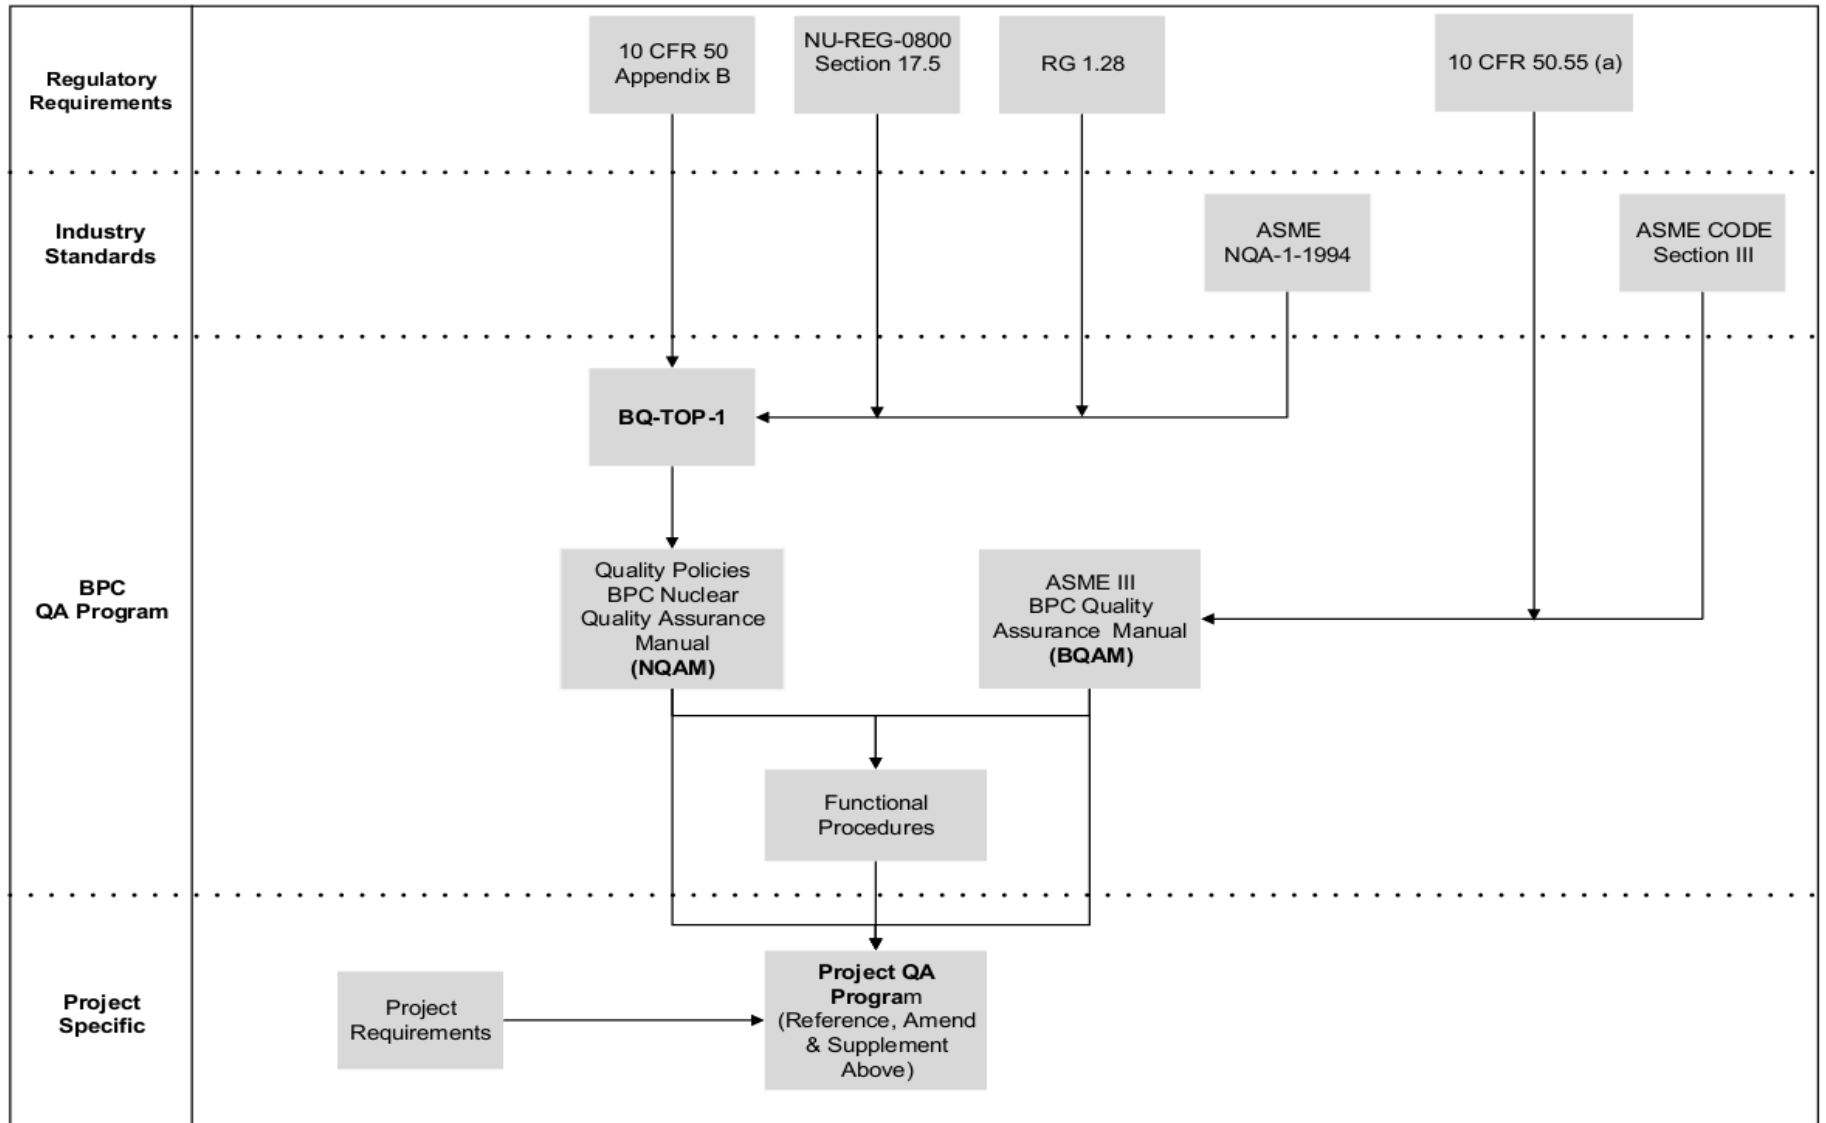 Regulatory
Requirements
10 CFR 50
Appendix B
NU-REG-0800
Section 17.5
RG 1.28
10 CFR 50.55 (a)
Industry
Standards
ASME
NQA-1-1994
ASME CODE
Section III
BPC
QA Program
BQ-TOP-1
Quality Policies
BPC Nuclear
Quality Assurance
Manual
(NQAM)
ASME III
BPC Quality
Assurance Manual
(BQAM)
Functional
Procedures
Project
Specific
Project
Requirements
Project QA
Program
(Reference, Amend
& Supplement
Above)